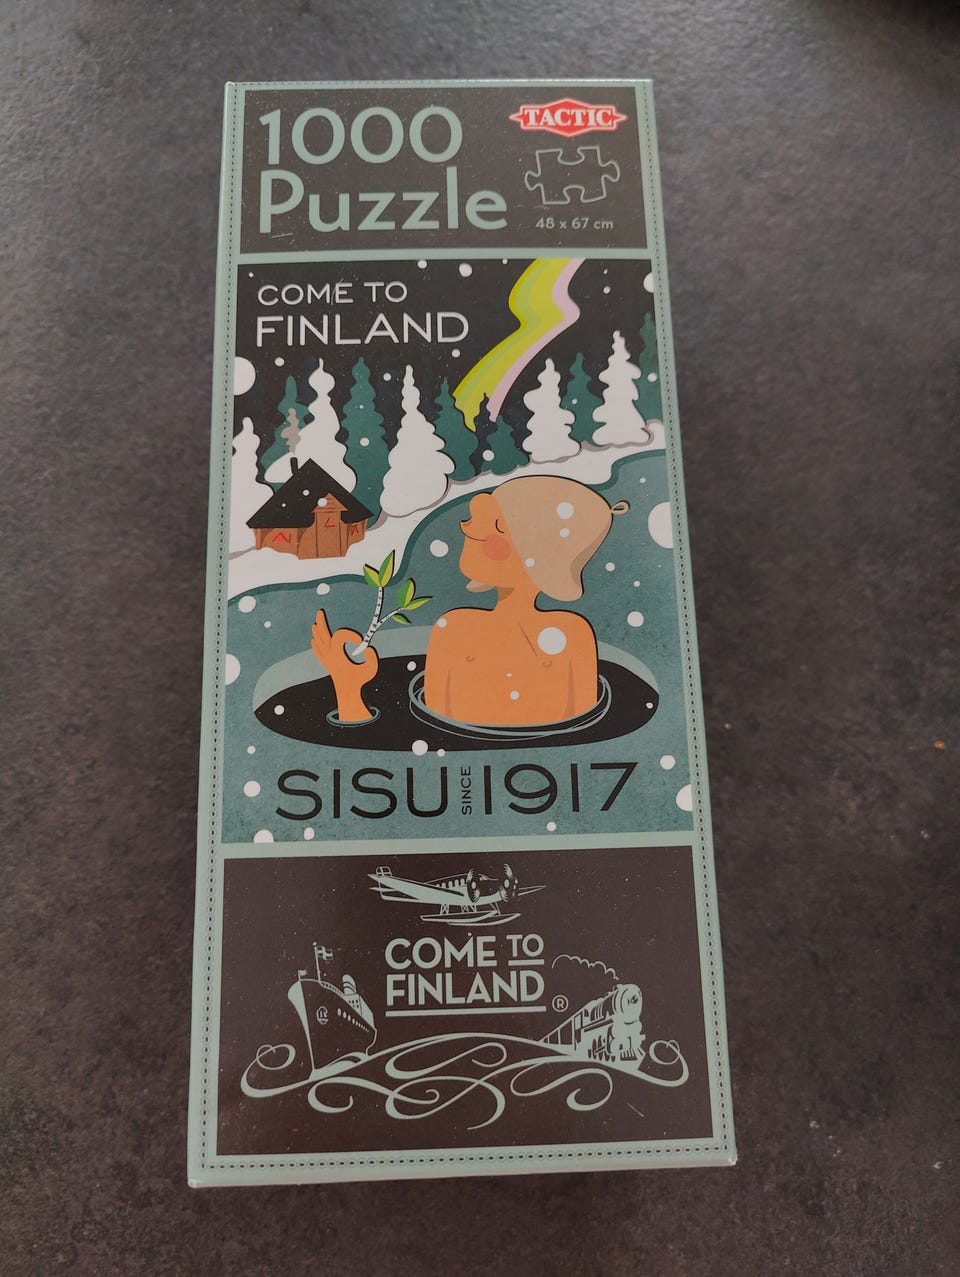 1000
Puzzle
TACTIC
48 x 67 cm
COME TO
FINLAND
SISU SINCE 1917
COME TO
FINLAND ®